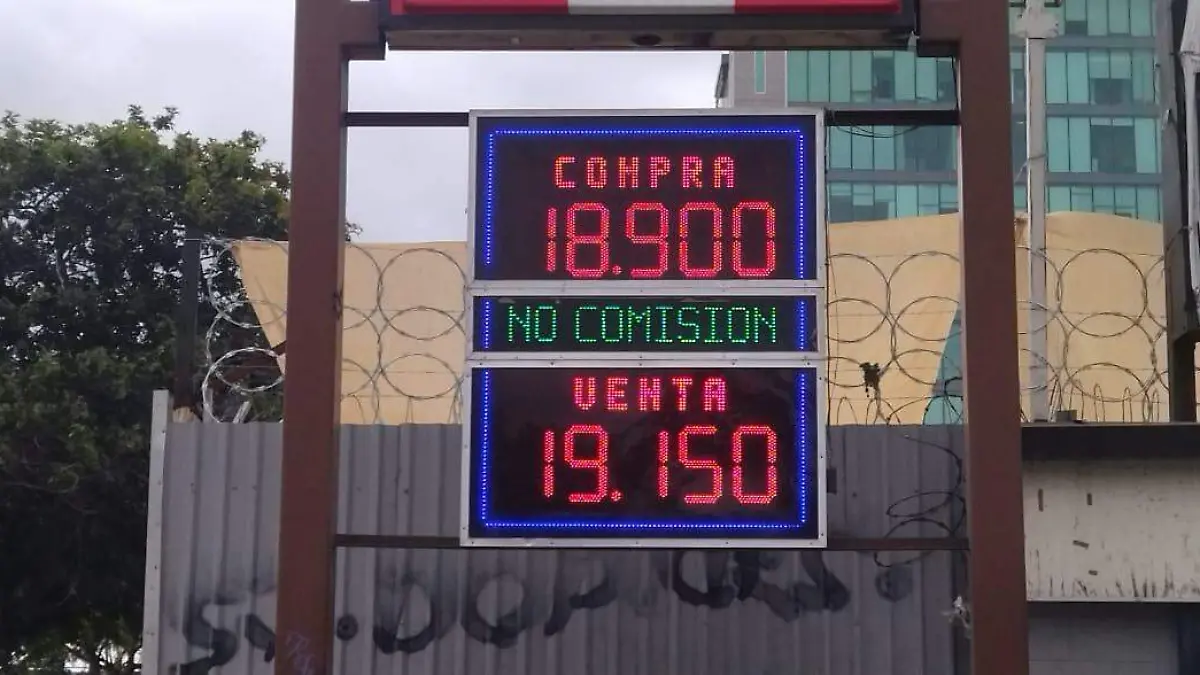 COMPRA
18.900
NO COMISION
VENTA
19.150